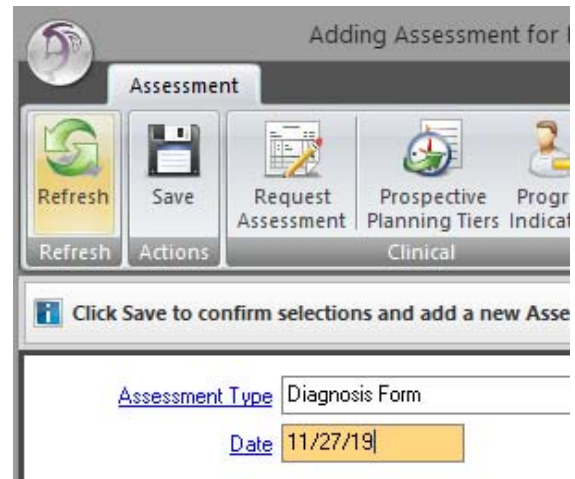 Adding Assessment for
Assessment
Refresh
Save
Request Assessment
Prospective Planning Tiers
Refresh
Actions
Clinical
Click Save to confirm selections and add a new
Assessment Type Diagnosis Form
Date 11/27/19